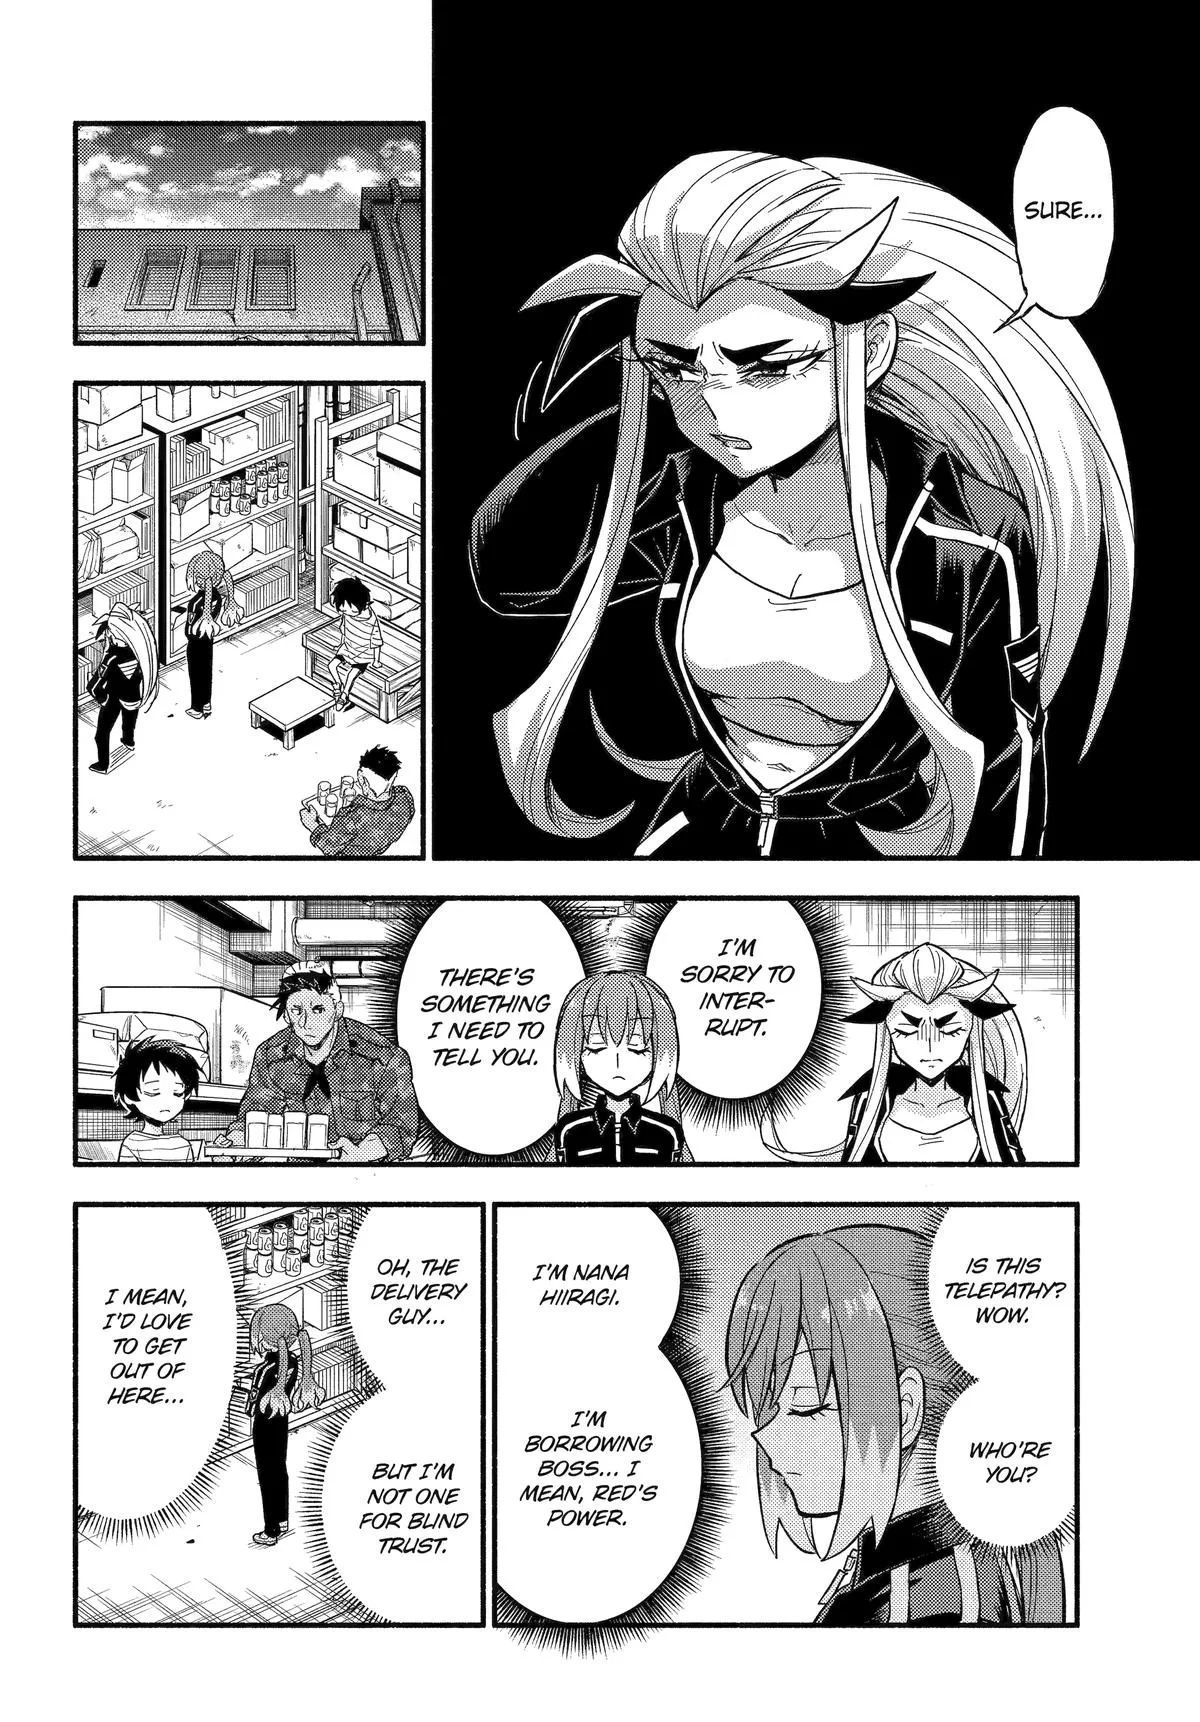 SURE...
I'M
SORRY TO
INTER-
RUPT.
THERE'S
SOMETHING
I NEED TO
TELL YOU.
IS THIS
TELEPATHY?
WOW.
WHO'RE
YOU?
I'M NANA
HIIRAGI.
I'M
BORROWING
BOSS... I
MEAN, RED'S
POWER.
OH, THE
DELIVERY
GUY...
BUT I'M
NOT ONE
FOR BLIND
TRUST.
I MEAN,
I'D LOVE
TO GET
OUT OF
HERE...